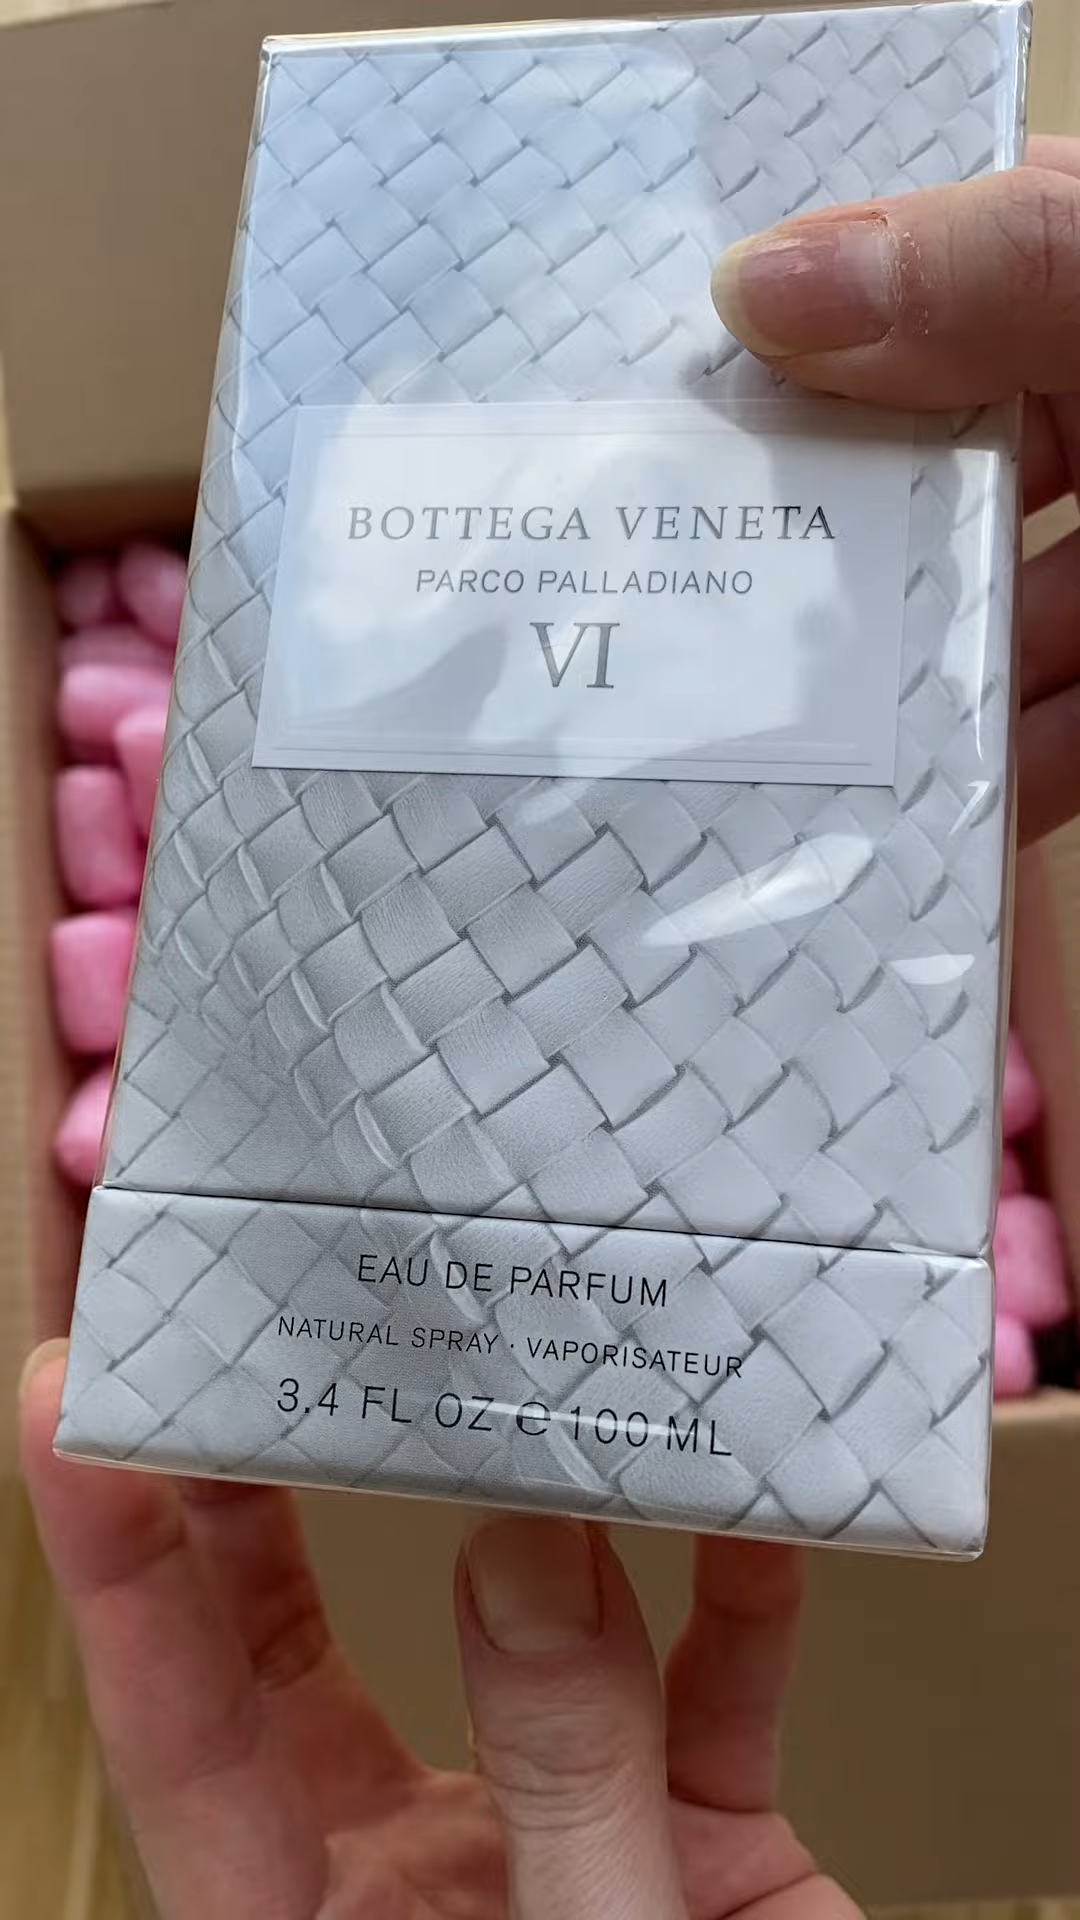 BOTTEGA VENETA
PARCO PALLADIANO
VI
EAU DE PARFUM
NATURAL SPRAY · VAPORISATEUR
3.4 FL OZ ℮ 100 ML